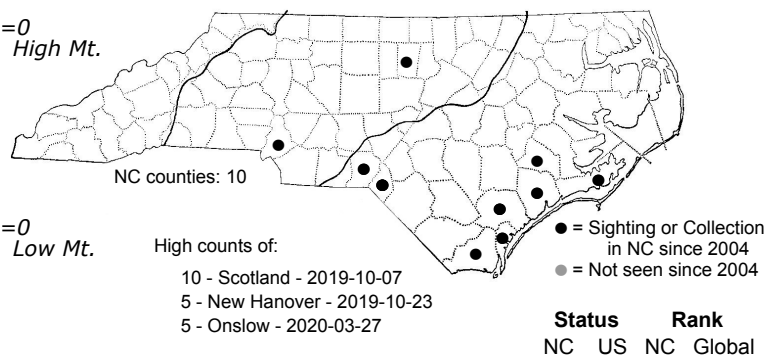 =0
High Mt.
NC counties: 10
=0
Low Mt.
High counts of:
10 - Scotland - 2019-10-07
5 - New Hanover - 2019-10-23
5 - Onslow - 2020-03-27
= Sighting or Collection
in NC since 2004
= Not seen since 2004
Status Rank
NC US NC Global